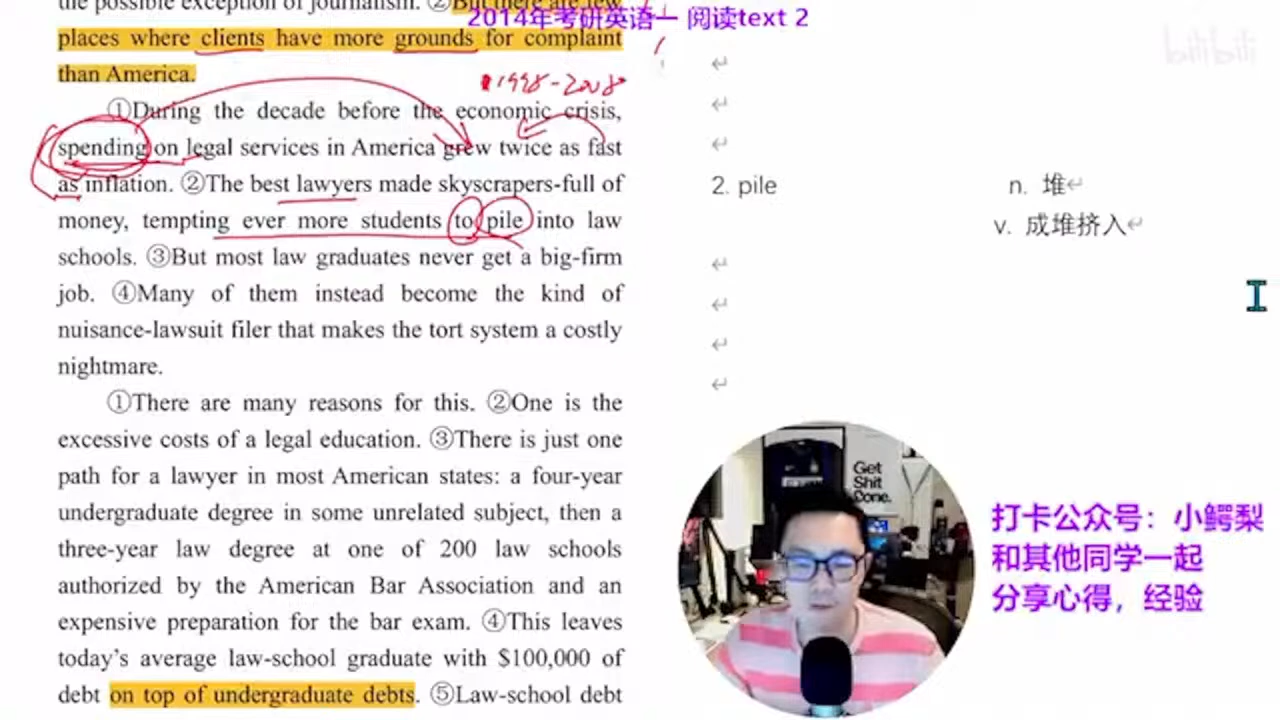 the possible exception of journalism. ②But there are few
2014年考研英语一 阅读text 2
places where clients have more grounds for complaint
than America.
1998-2008
①During the decade before the economic crisis,
spending on legal services in America grew twice as fast
as inflation. ②The best lawyers made skyscrapers-full of
money, tempting ever more students to pile into law
schools. ③But most law graduates never get a big-firm
job. ④Many of them instead become the kind of
nuisance-lawsuit filer that makes the tort system a costly
nightmare.
①There are many reasons for this. ②One is the
excessive costs of a legal education. ③There is just one
path for a lawyer in most American states: a four-year
undergraduate degree in some unrelated subject, then a
three-year law degree at one of 200 law schools
authorized by the American Bar Association and an
expensive preparation for the bar exam. ④This leaves
today's average law-school graduate with $100,000 of
debt on top of undergraduate debts. ⑤Law-school debt
bilibili
2. pile n. 堆
v. 成堆挤入
Get
Shit
Done.
打卡公众号：小鳄梨
和其他同学一起
分享心得，经验